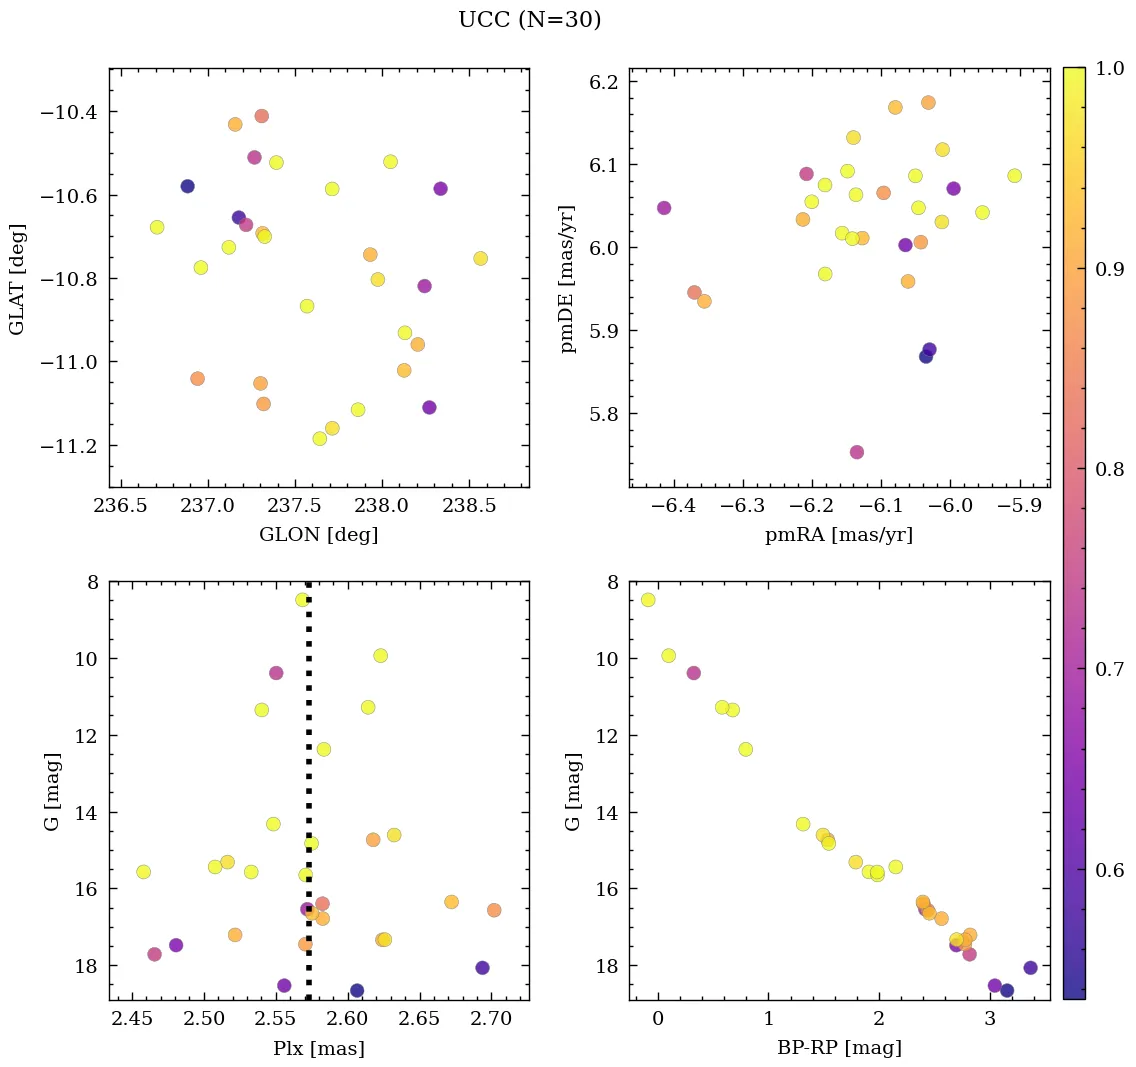 UCC (N=30)
−10.4
−10.6
−10.8
−11.0
−11.2
GLAT [deg]
236.5 237.0 237.5 238.0 238.5
GLON [deg]
6.2
6.1
6.0
5.9
5.8
pmDE [mas/yr]
−6.4 −6.3 −6.2 −6.1 −6.0 −5.9
pmRA [mas/yr]
8
10
12
14
16
18
G [mag]
2.45 2.50 2.55 2.60 2.65 2.70
Plx [mas]
8
10
12
14
16
18
G [mag]
0 1 2 3
BP-RP [mag]
1.0
0.9
0.8
0.7
0.6